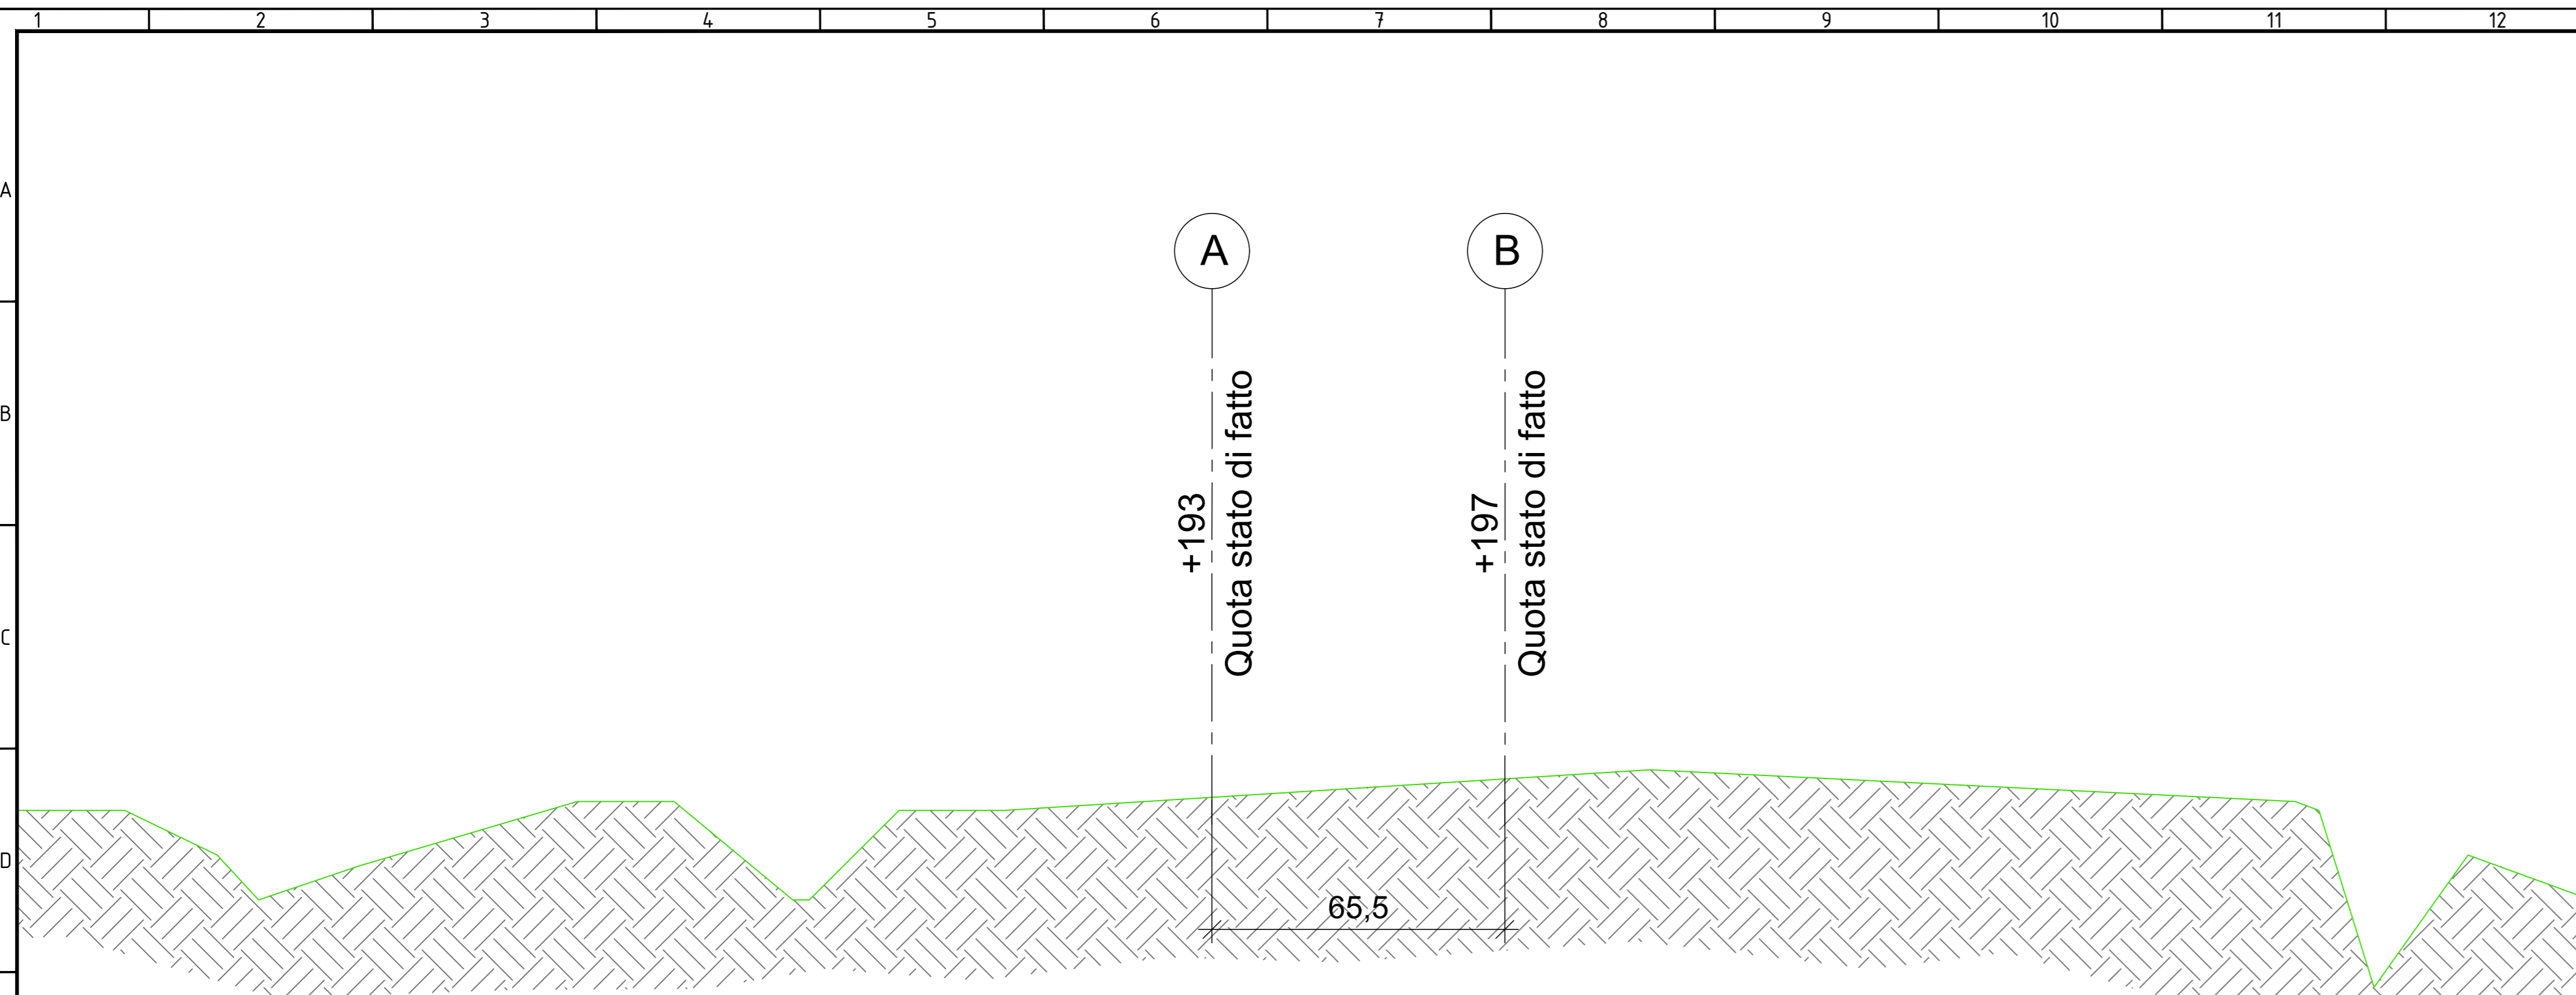 1 2 3 4 5 6 7 8 9 10 11 12
A
A B
B
+193
Quota stato di fatto
+197
Quota stato di fatto
C
D
65,5